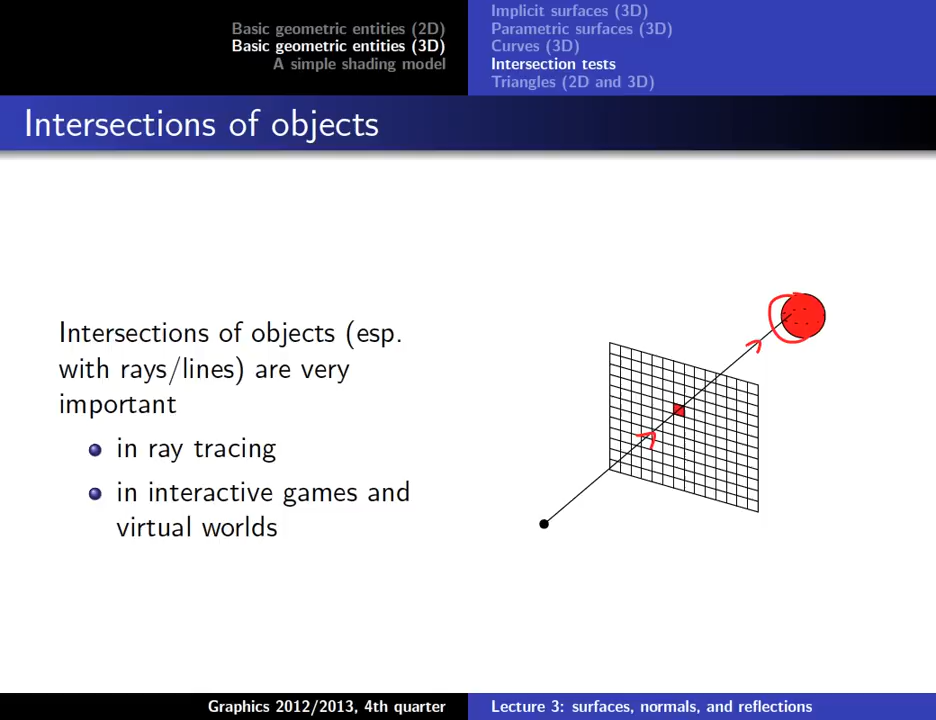 Basic geometric entities (2D)
Basic geometric entities (3D)
A simple shading model
Implicit surfaces (3D)
Parametric surfaces (3D)
Curves (3D)
Intersection tests
Triangles (2D and 3D)
Intersections of objects
Intersections of objects (esp.
with rays/lines) are very
important
in ray tracing
in interactive games and
virtual worlds
Graphics 2012/2013, 4th quarter
Lecture 3: surfaces, normals, and reflections